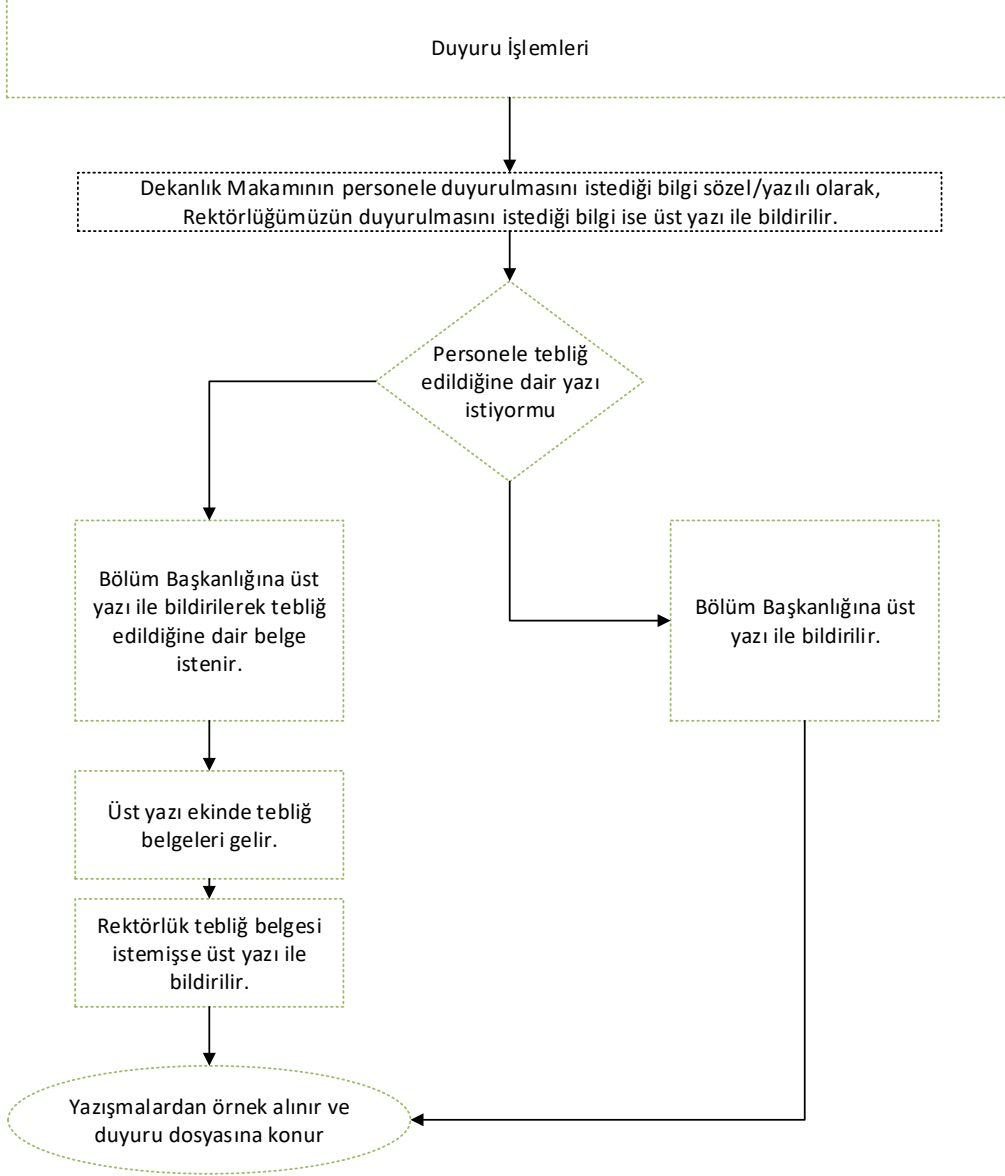 Duyuru İşlemleri
Dekanlık Makamının personele duyurulmasını istediği bilgi sözel/yazılı olarak,
Rektörlüğümüzün duyurulmasını istediği bilgi ise üst yazı ile bildirilir.
Personele tebliğ
edildiğine dair yazı
istiyormu
Bölüm Başkanlığına üst
yazı ile bildirilerek tebliğ
edildiğine dair belge
istenir.
Bölüm Başkanlığına üst
yazı ile bildirilir.
Üst yazı ekinde tebliğ
belgeleri gelir.
Rektörlük tebliğ belgesi
istemişse üst yazı ile
bildirilir.
Yazışmalardan örnek alınır ve
duyuru dosyasına konur